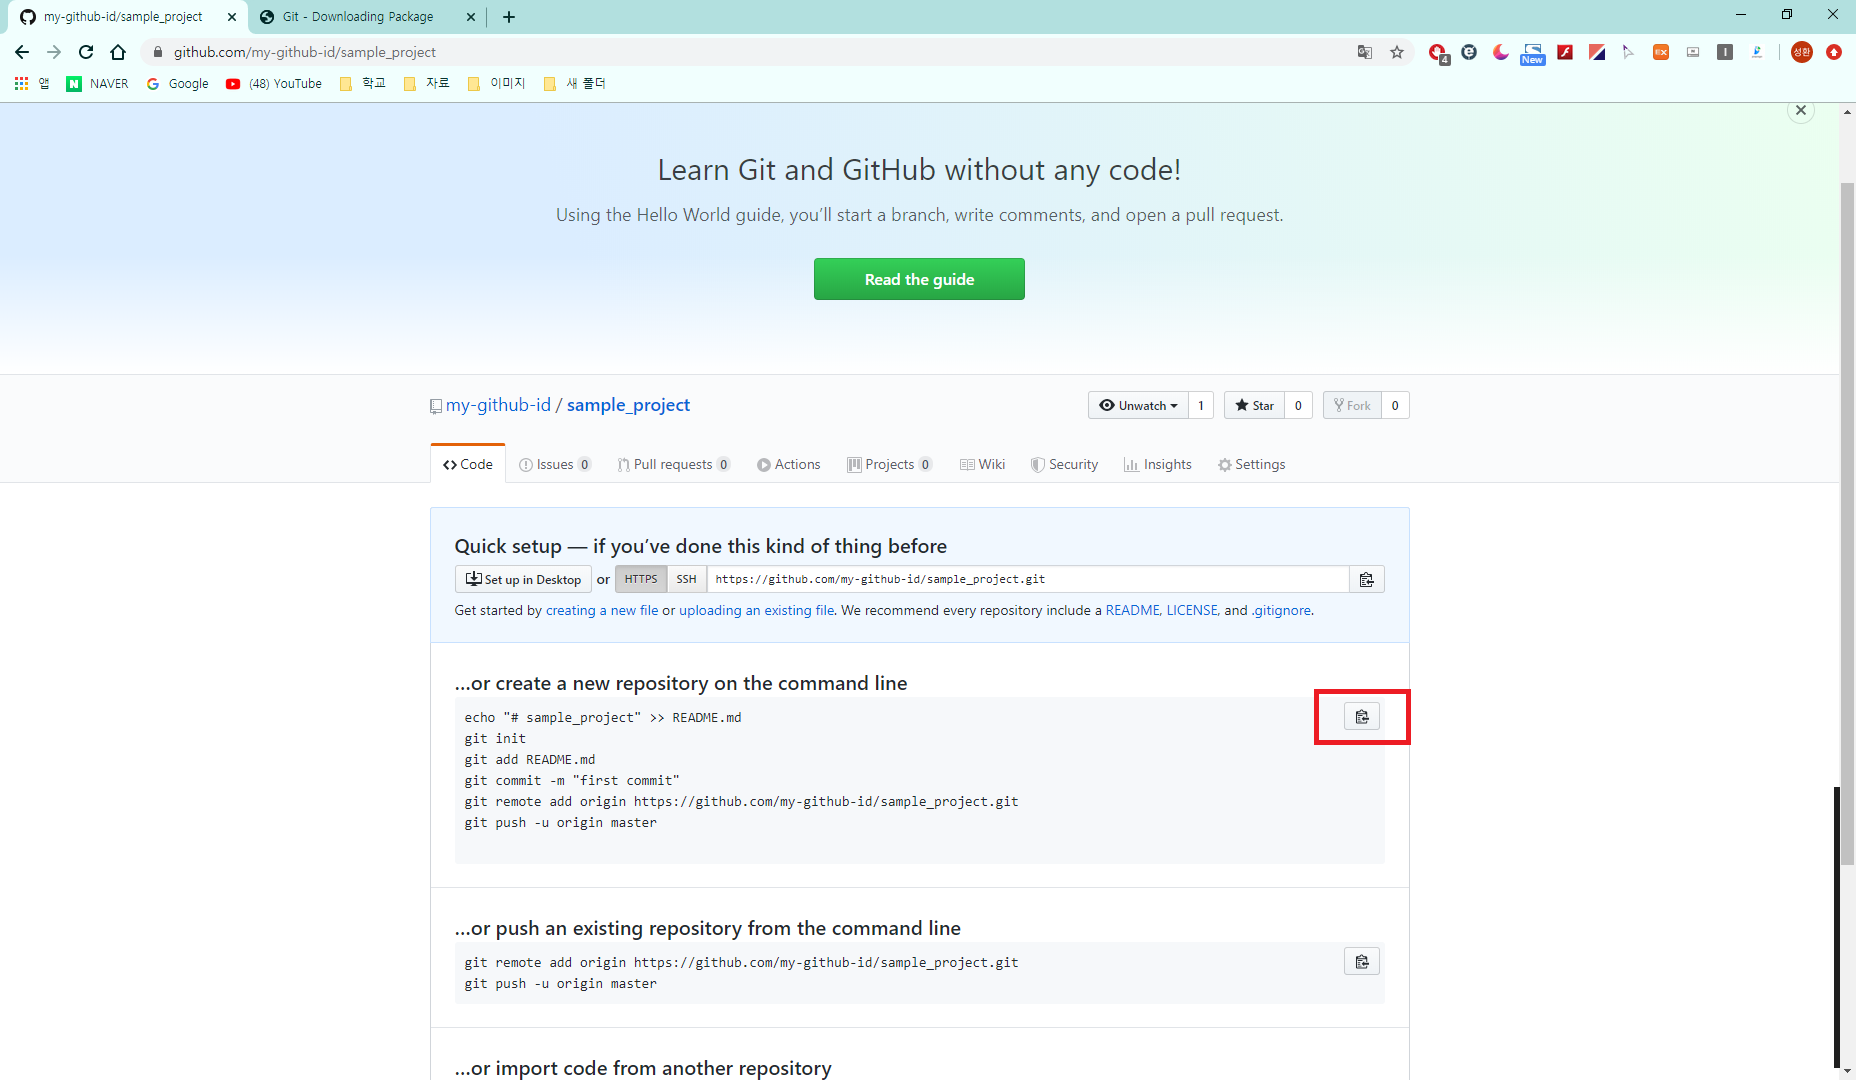 my-github-id/sample_project
Git - Downloading Package
github.com/my-github-id/sample_project
4
New
EX
성환
앱
NAVER
Google
(48) YouTube
학교
자료
이미지
새 폴더
Learn Git and GitHub without any code!
Using the Hello World guide, you’ll start a branch, write comments, and open a pull request.
Read the guide
my-github-id / sample_project
Unwatch 1
Star 0
Fork 0
Code
Issues 0
Pull requests 0
Actions
Projects 0
Wiki
Security
Insights
Settings
Quick setup — if you’ve done this kind of thing before
Set up in Desktop or HTTPS SSH https://github.com/my-github-id/sample_project.git
Get started by creating a new file or uploading an existing file. We recommend every repository include a README, LICENSE, and .gitignore.
…or create a new repository on the command line
echo "# sample_project" >> README.md
git init
git add README.md
git commit -m "first commit"
git remote add origin https://github.com/my-github-id/sample_project.git
git push -u origin master
…or push an existing repository from the command line
git remote add origin https://github.com/my-github-id/sample_project.git
git push -u origin master
…or import code from another repository